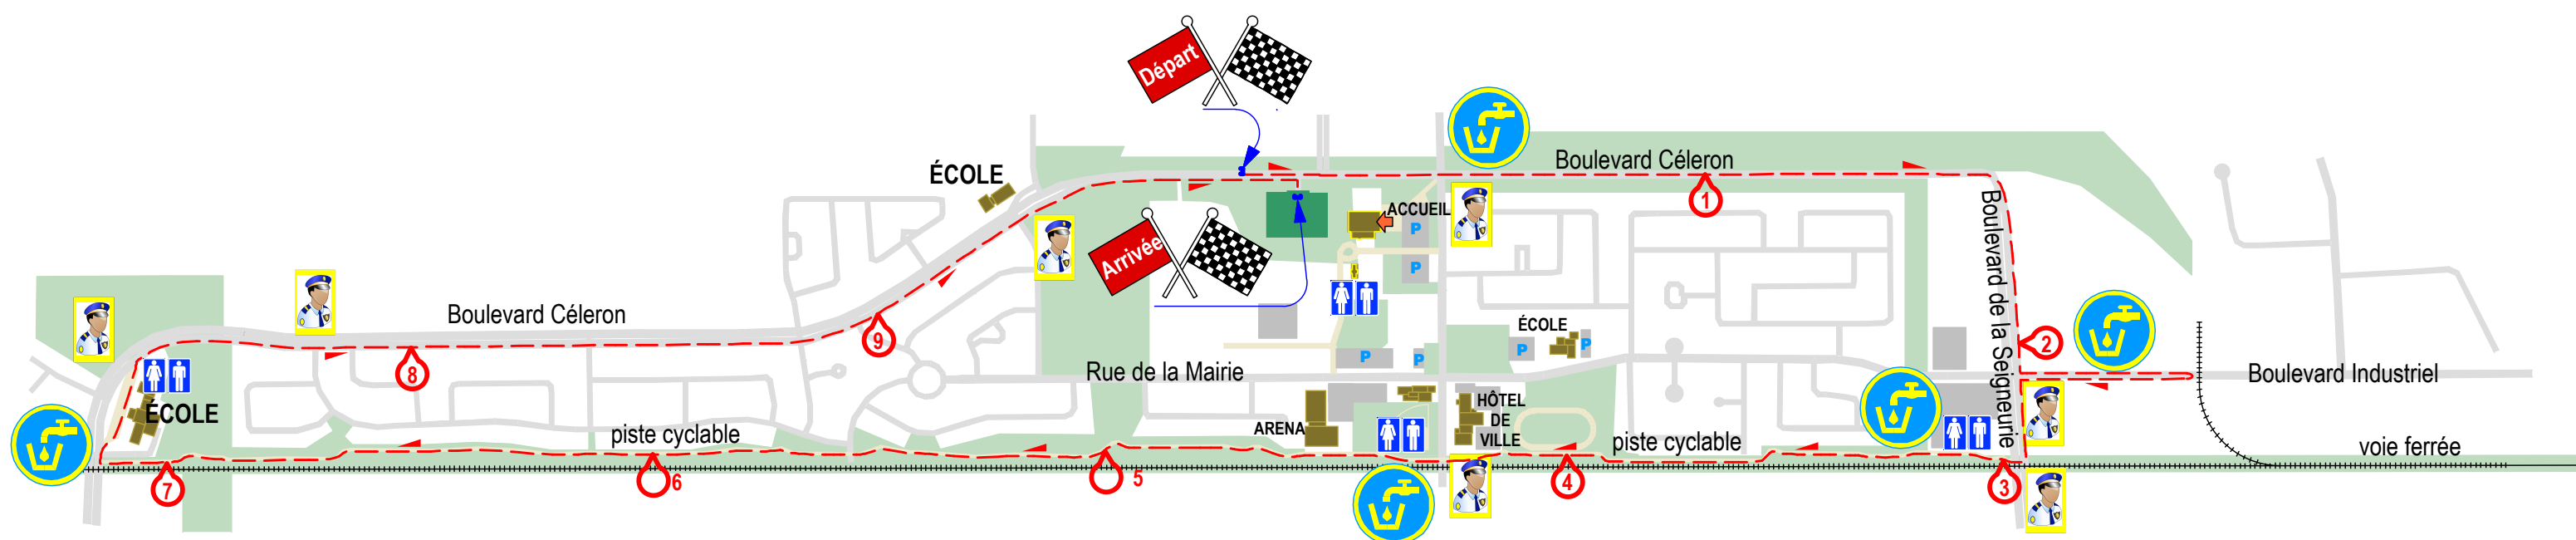 Départ
ÉCOLE
Boulevard Céleron
1
ACCUEIL
P
P
Arrivée
Boulevard de la Seigneurie
Boulevard Céleron
9
8
ÉCOLE
P
P
P
P
2
Rue de la Mairie
Boulevard Industriel
ÉCOLE
HÔTEL
DE
VILLE
ARENA
piste cyclable
piste cyclable
voie ferrée
7
6
5
4
3